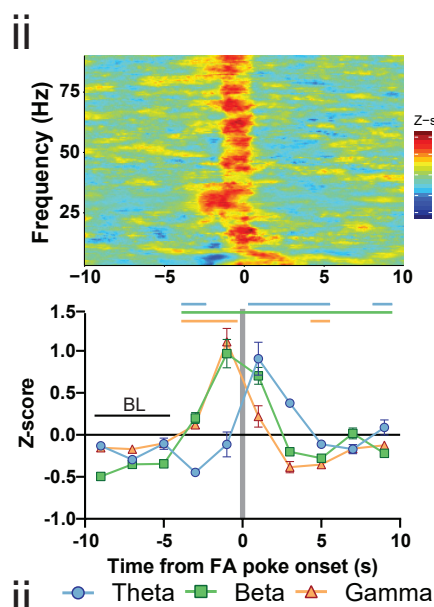 ii
Frequency (Hz)
75
50
25
-10 -5 0 5 10
Z-s
Z-score
1.5
1.0
0.5
0.0
-0.5
-1.0
BL
-10 -5 0 5 10
Time from FA poke onset (s)
ii Theta Beta Gamma